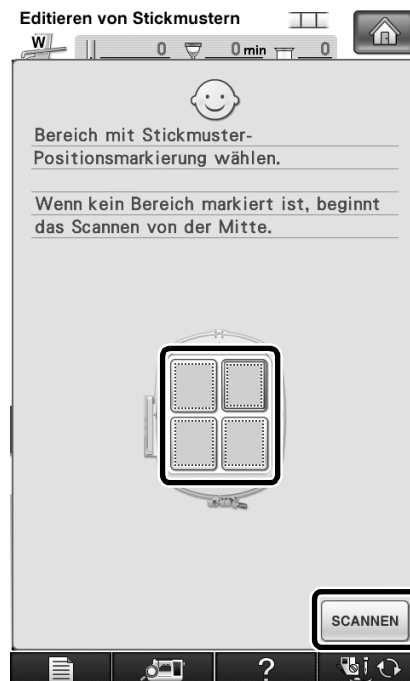 Editieren von Stickmustern
W
0 0 min 0
Bereich mit Stickmuster-
Positionsmarkierung wählen.
Wenn kein Bereich markiert ist, beginnt
das Scannen von der Mitte.
SCANNEN
?